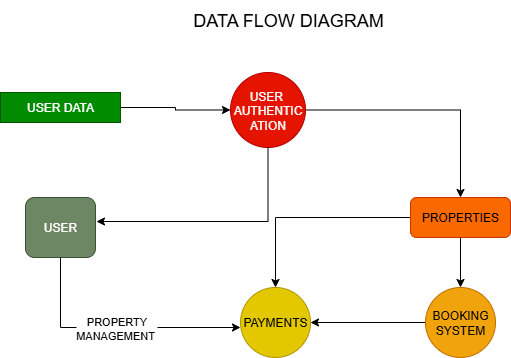 DATA FLOW DIAGRAM
USER DATA
USER
AUTHENTIC
ATION
USER
PROPERTIES
PROPERTY
MANAGEMENT
PAYMENTS
BOOKING
SYSTEM